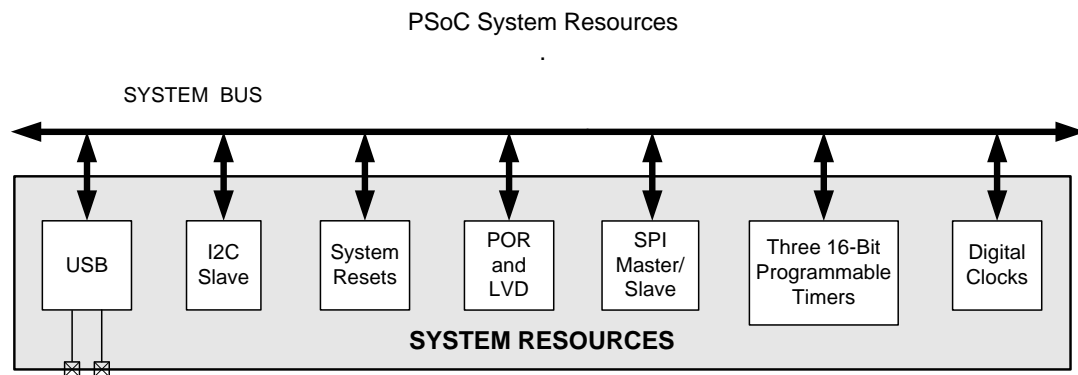 PSoC System Resources
.
SYSTEM BUS
USB
I2C
Slave
System
Resets
POR
and
LVD
SPI
Master/
Slave
Three 16-Bit
Programmable
Timers
Digital
Clocks
SYSTEM RESOURCES